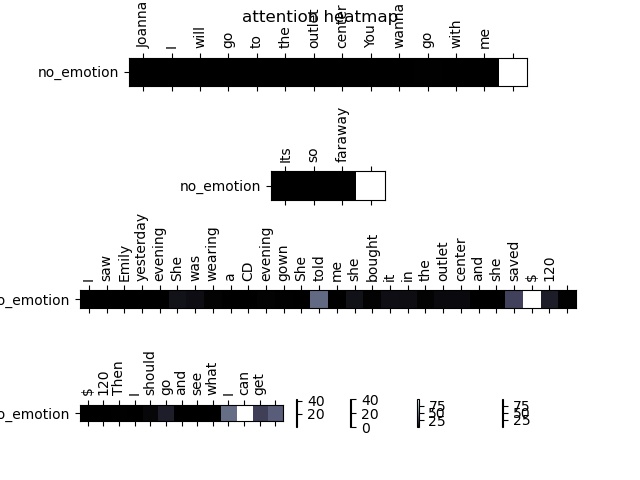 attention heatmap
Joanna I will go to the outlet center You wanna go with me
no_emotion
Its so faraway
no_emotion
I saw Emily yesterday evening She was wearing a CD evening gown She told me she bought it in the outlet center and she saved $ 120
o_emotion
$ 120 Then I should go and see what I can get
o_emotion
40 20
40 20 0
75 50 25
75 50 25